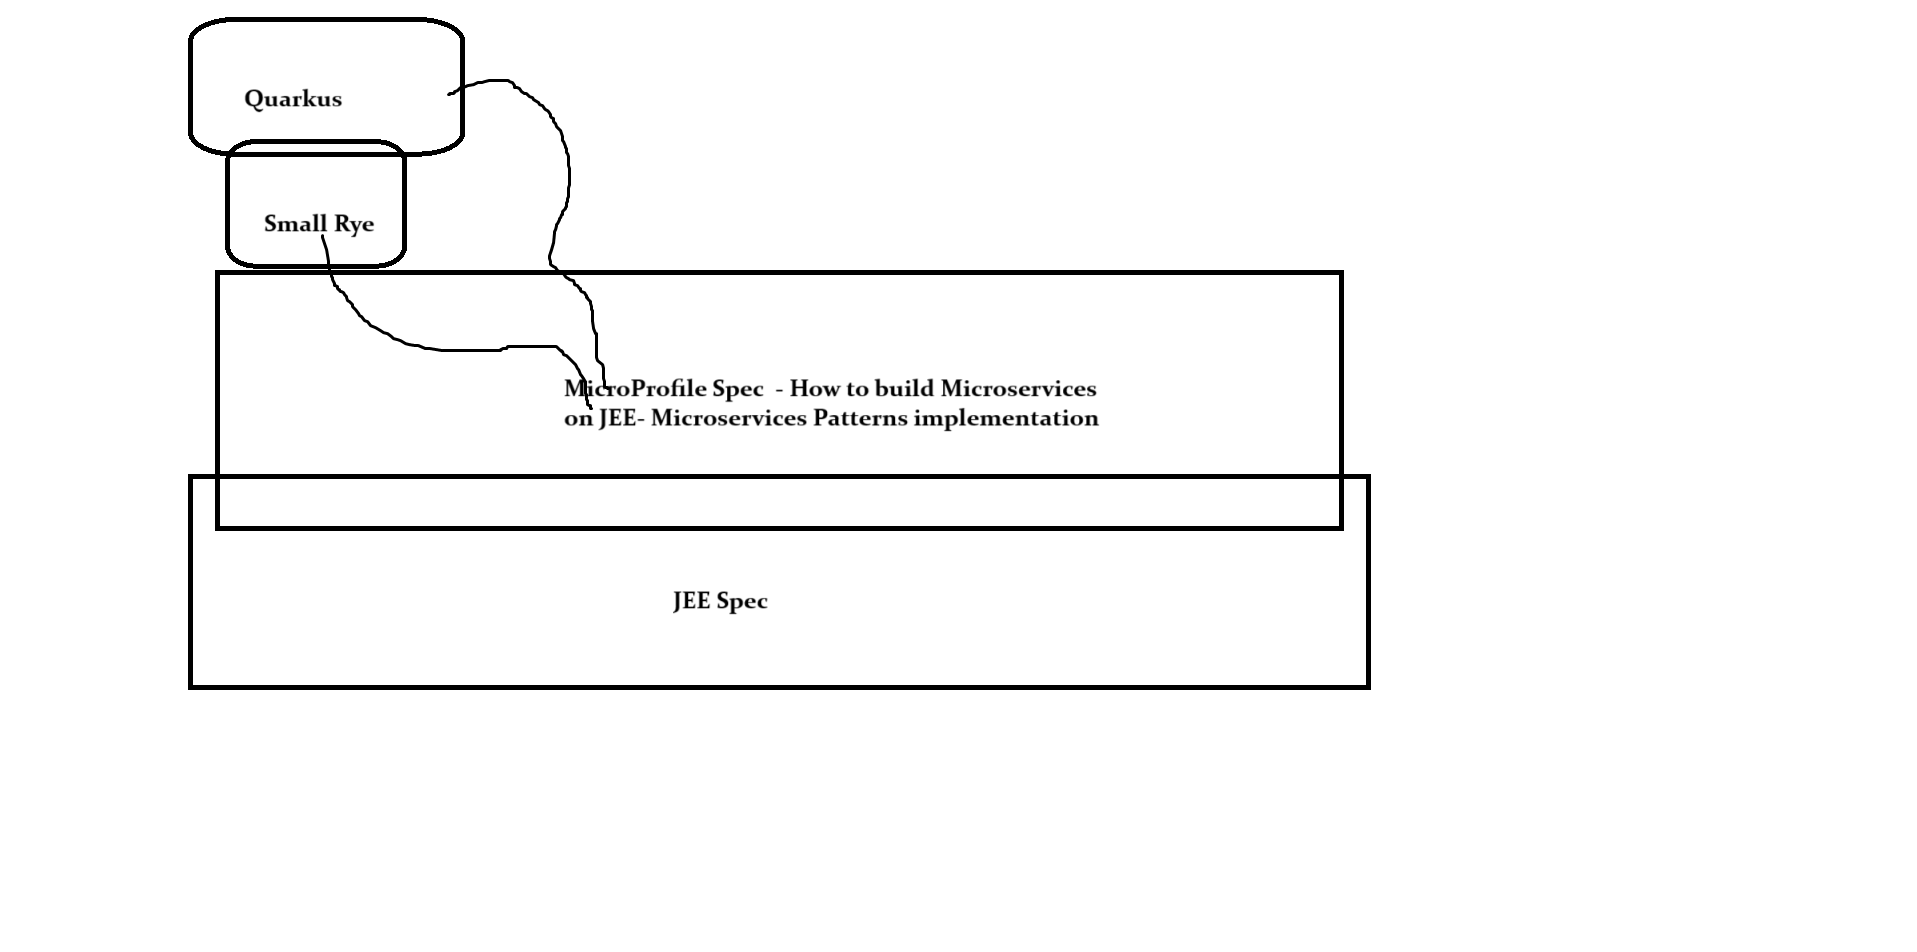 Quarkus
Small Rye
MicroProfile Spec  - How to build Microservices
on JEE- Microservices Patterns implementation
JEE Spec